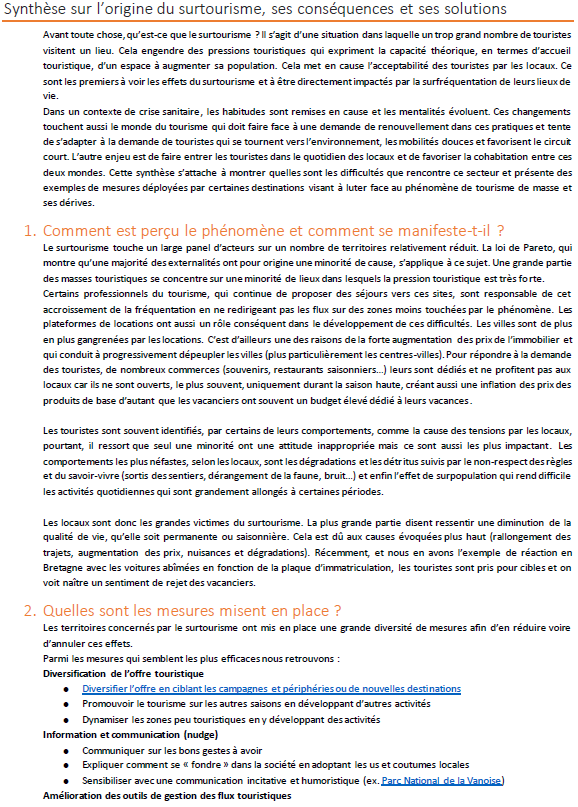 Synthèse sur l'origine du surtourisme, ses conséquences et ses solutions
Avant toute chose, qu'est-ce que le surtourisme ? Il s'agit d'une situation dans laquelle un trop grand nombre de touristes
visitent un lieu. Cela engendre des pressions touristiques qui expriment la capacité théorique, en termes d'accueil
touristique, d'un espace à augmenter sa population. Cela met en cause l'acceptabilité des touristes par les locaux. Ce
sont les premiers à voir les effets du surtourisme et à être directement impactés par la surfréquentation de leurs lieux de
vie.
Dans un contexte de crise sanitaire, les habitudes sont remises en cause et les mentalités évoluent. Ces changements
touchent aussi le monde du tourisme qui doit faire face à une demande de renouvellement dans ces pratiques et tente
de s'adapter à la demande de touristes qui se tournent vers l'environnement, les mobilités douces et favorisent le circuit
court. L'autre enjeu est de faire entrer les touristes dans le quotidien des locaux et de favoriser la cohabitation entre ces
deux mondes. Cette synthèse s'attache à montrer quelles sont les difficultés que rencontre ce secteur et présente des
exemples de mesures déployées par certaines destinations visant à luter face au phénomène de tourisme de masse et
ses dérives.
1. Comment est perçu le phénomène et comment se manifeste-t-il ?
Le surtourisme touche un large panel d'acteurs sur un nombre de territoires relativement réduit. La loi de Pareto, qui
montre qu'une majorité des externalités ont pour origine une minorité de cause, s'applique à ce sujet. Une grande partie
des masses touristiques se concentre sur une minorité de lieux dans lesquels la pression touristique est très forte.
Certains professionnels du tourisme, qui continue de proposer des séjours vers ces sites, sont responsable de cet
accroissement de la fréquentation en ne redirigeant pas les flux sur des zones moins touchées par le phénomène. Les
plateformes de locations ont aussi un rôle conséquent dans le développement de ces difficultés. Les villes sont de plus
en plus gangrenées par les locations. C'est d'ailleurs une des raisons de la forte augmentation des prix de l'immobilier et
qui conduit à progressivement dépeupler les villes (plus particulièrement les centres-villes). Pour répondre à la demande
des touristes, de nombreux commerces (souvenirs, restaurants saisonniers...) leurs sont dédiés et ne profitent pas aux
locaux car ils ne sont ouverts, le plus souvent, uniquement durant la saison haute, créant aussi une inflation des prix des
produits de base d'autant que les vacanciers ont souvent un budget élevé dédié à leurs vacances.
Les touristes sont souvent identifiés, par certains de leurs comportements, comme la cause des tensions par les locaux,
pourtant, il ressort que seul une minorité ont une attitude inappropriée mais ce sont aussi les plus impactant. Les
comportements les plus néfastes, selon les locaux, sont les dégradations et les détritus suivis par le non-respect des règles
et du savoir-vivre (sortis des sentiers, dérangement de la faune, bruit...) et enfin l'effet de surpopulation qui rend difficile
les activités quotidiennes qui sont grandement allongés à certaines périodes.
Les locaux sont donc les grandes victimes du surtourisme. La plus grande partie disent ressentir une diminution de la
qualité de vie, qu'elle soit permanente ou saisonnière. Cela est dû aux causes évoquées plus haut (rallongement des
trajets, augmentation des prix, nuisances et dégradations). Récemment, et nous en avons l'exemple de réaction en
Bretagne avec les voitures abîmées en fonction de la plaque d'immatriculation, les touristes sont pris pour cibles et on
voit naître un sentiment de rejet des vacanciers.
2. Quelles sont les mesures misent en place ?
Les territoires concernés par le surtourisme ont mis en place une grande diversité de mesures afin d'en réduire voire
d'annuler ces effets.
Parmi les mesures qui semblent les plus efficaces nous retrouvons :
Diversification de l'offre touristique
● Diversifier l'offre en ciblant les campagnes et périphéries ou de nouvelles destinations
● Promouvoir le tourisme sur les autres saisons en développant d'autres activités
● Dynamiser les zones peu touristiques en y développant des activités
Information et communication (nudge)
● Communiquer sur les bons gestes à avoir
● Expliquer comment se « fondre » dans la société en adoptant les us et coutumes locales
● Sensibiliser avec une communication incitative et humoristique (ex. Parc National de la Vanoise)
Amélioration des outils de gestion des flux touristiques